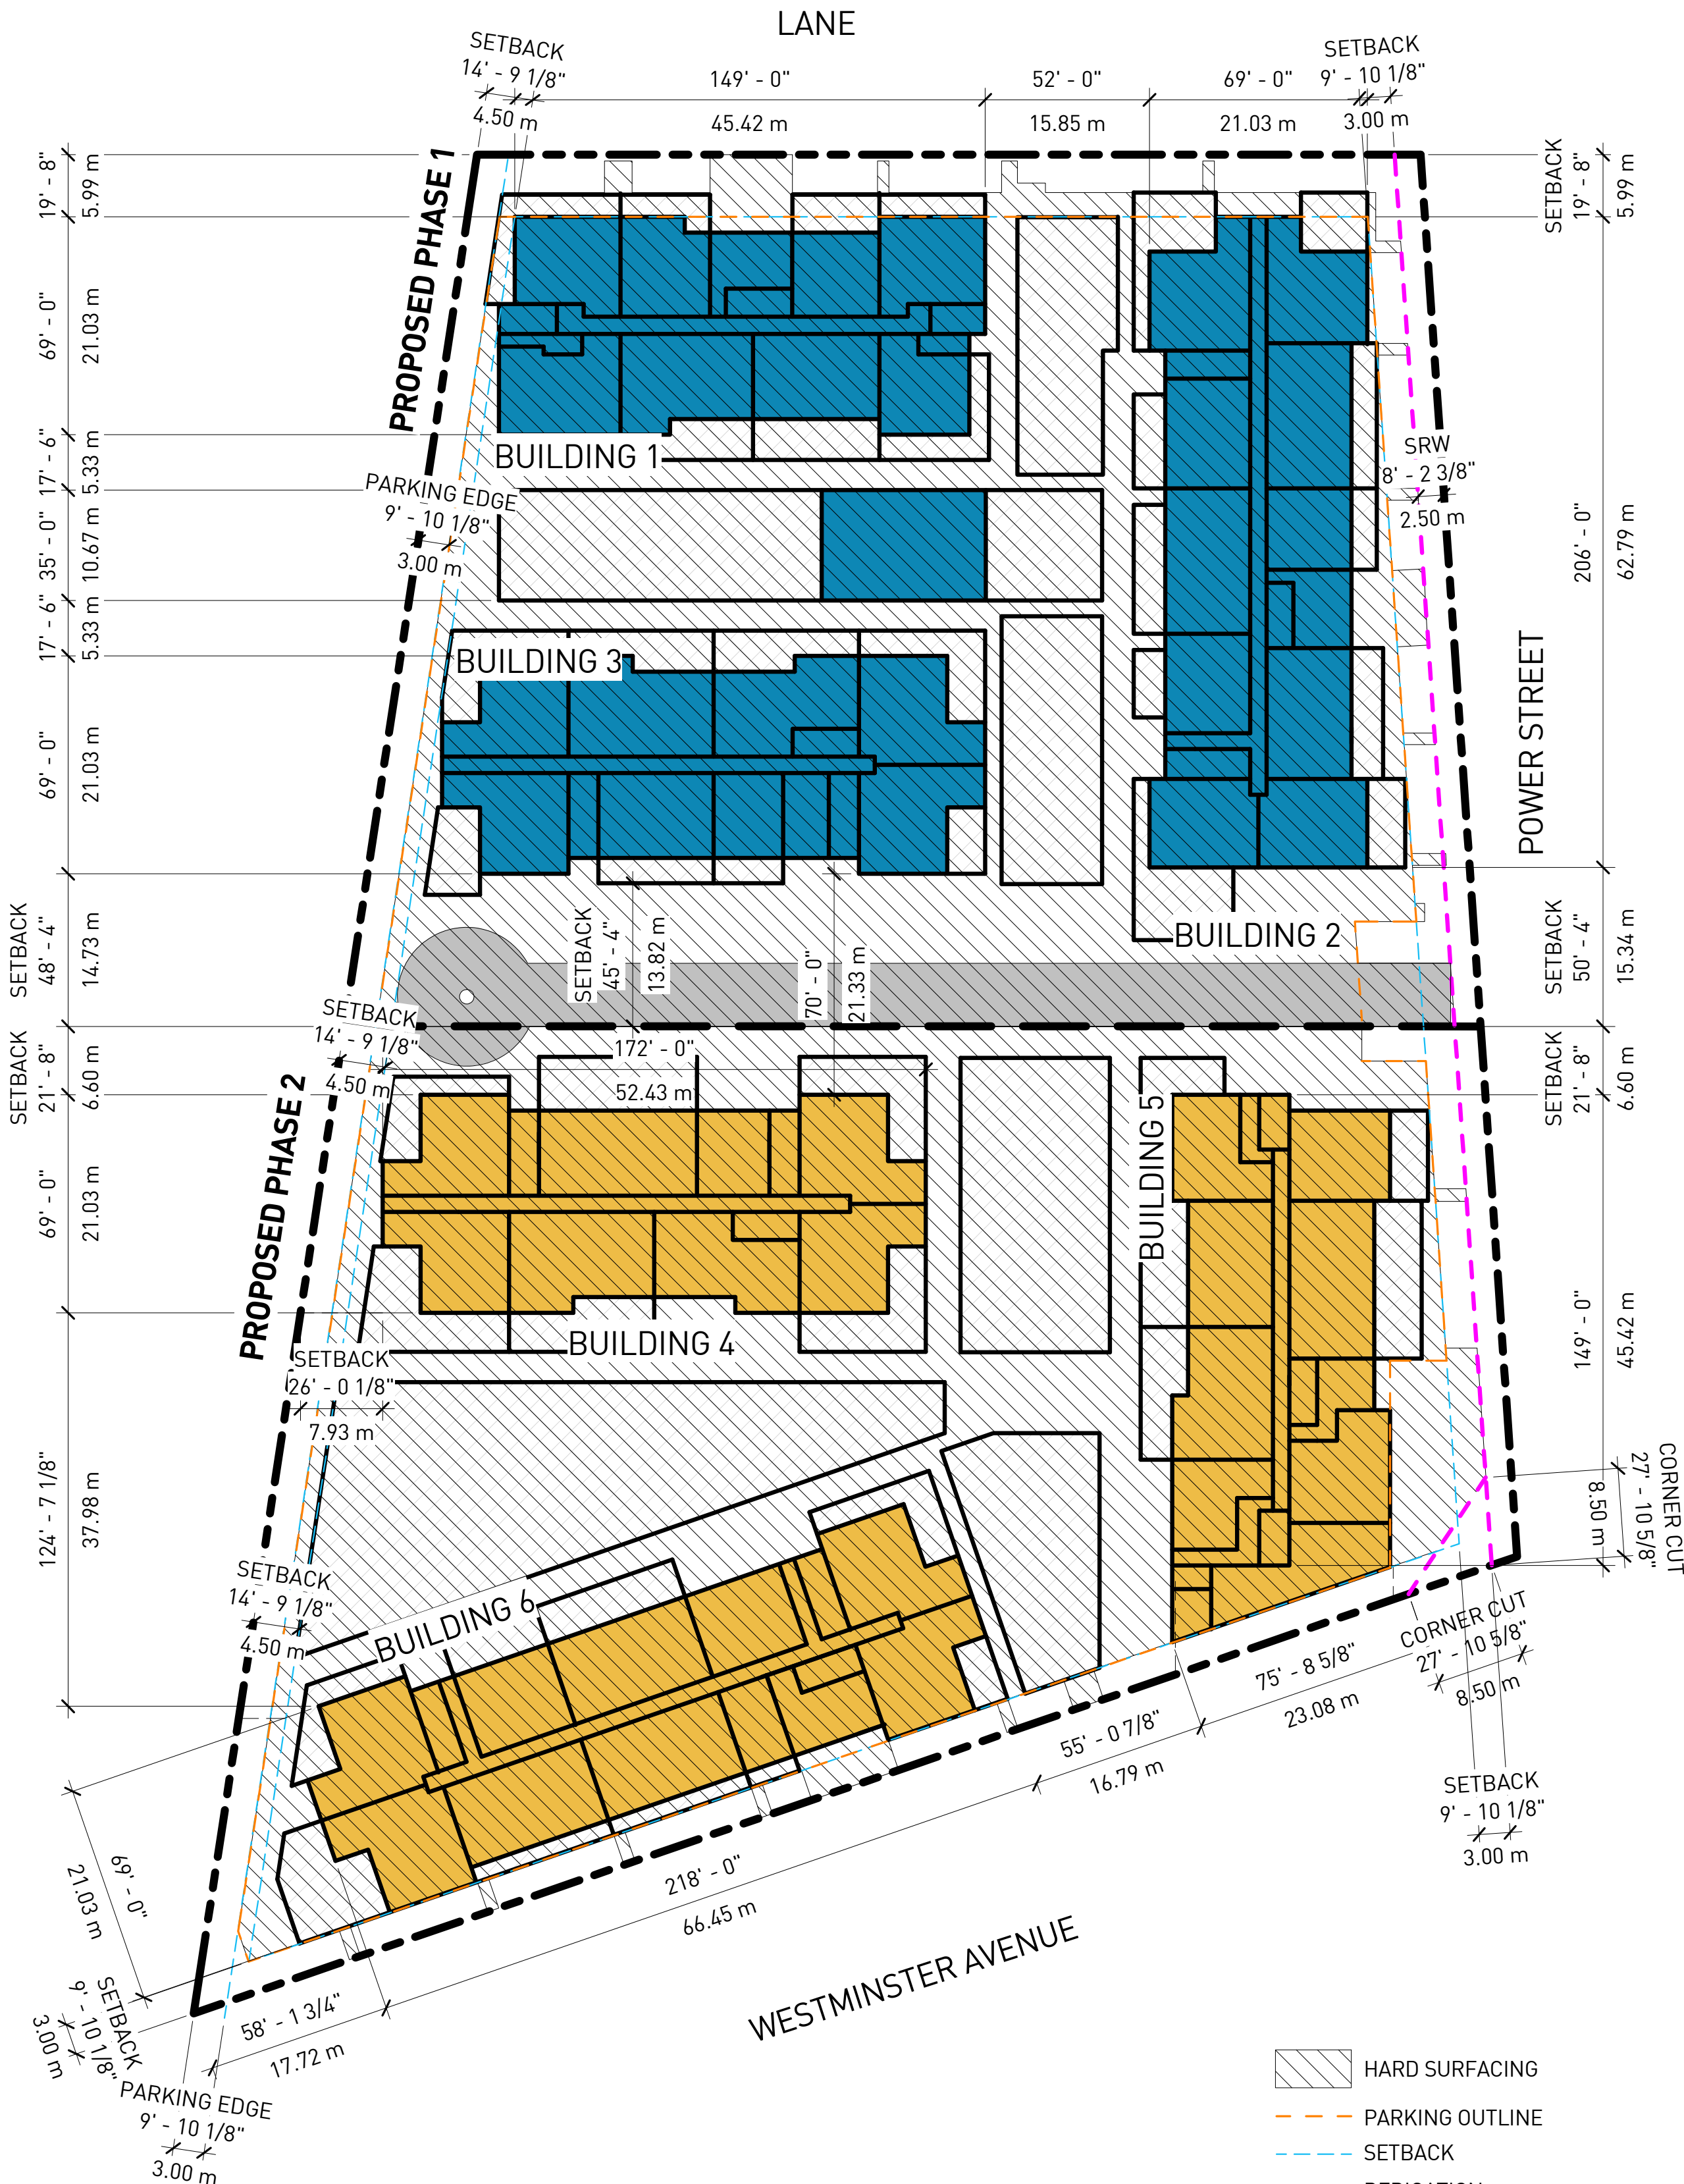 LANE
SETBACK
14' - 9 1/8"
4.50 m
149' - 0"
45.42 m
52' - 0"
15.85 m
69' - 0"
21.03 m
SETBACK
9' - 10 1/8"
3.00 m
19' - 8"
5.99 m
69' - 0"
21.03 m
17' - 6"
5.33 m
35' - 0"
10.67 m
17' - 6"
5.33 m
69' - 0"
21.03 m
SETBACK
48' - 4"
14.73 m
SETBACK
21' - 8"
6.60 m
69' - 0"
21.03 m
124' - 7 1/8"
37.98 m
PROPOSED PHASE 1
PARKING EDGE
9' - 10 1/8"
3.00 m
BUILDING 1
BUILDING 3
BUILDING 2
SRW
8' - 2 3/8"
2.50 m
SETBACK
19' - 8"
5.99 m
206' - 0"
62.79 m
POWER STREET
SETBACK
50' - 4"
15.34 m
SETBACK
21' - 8"
6.60 m
149' - 0"
45.42 m
SETBACK
45' - 4"
13.82 m
70' - 0"
21.33 m
SETBACK
14' - 9 1/8"
4.50 m
172' - 0"
52.43 m
PROPOSED PHASE 2
BUILDING 4
BUILDING 5
SETBACK
26' - 0 1/8"
7.93 m
SETBACK
14' - 9 1/8"
4.50 m
BUILDING 6
CORNER CUT
27' - 10 5/8"
8.50 m
CORNER CUT
27' - 10 5/8"
8.50 m
75' - 8 5/8"
23.08 m
55' - 0 7/8"
16.79 m
SETBACK
9' - 10 1/8"
3.00 m
218' - 0"
66.45 m
WESTMINSTER AVENUE
69' - 0"
21.03 m
SETBACK
9' - 10 1/8"
3.00 m
58' - 1 3/4"
17.72 m
PARKING EDGE
9' - 10 1/8"
3.00 m
HARD SURFACING
PARKING OUTLINE
SETBACK